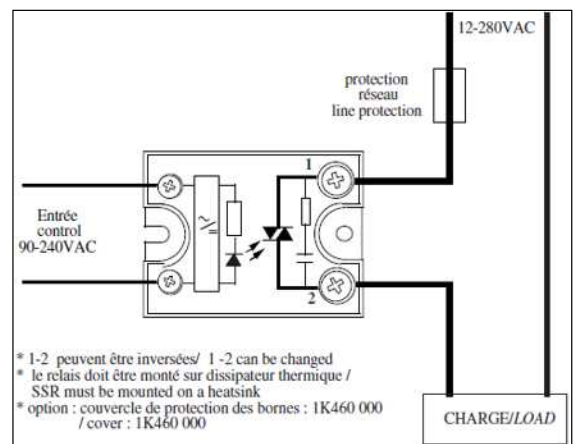 12-280VAC
protection
réseau
line protection
1
Entrée
control
90-240VAC
~/=
2
* 1-2 peuvent être inversées/ 1 -2 can be changed
* le relais doit être monté sur dissipateur thermique /
SSR must be mounted on a heatsink
* option : couvercle de protection des bornes : 1K460 000
/ cover : 1K460 000
CHARGE/LOAD